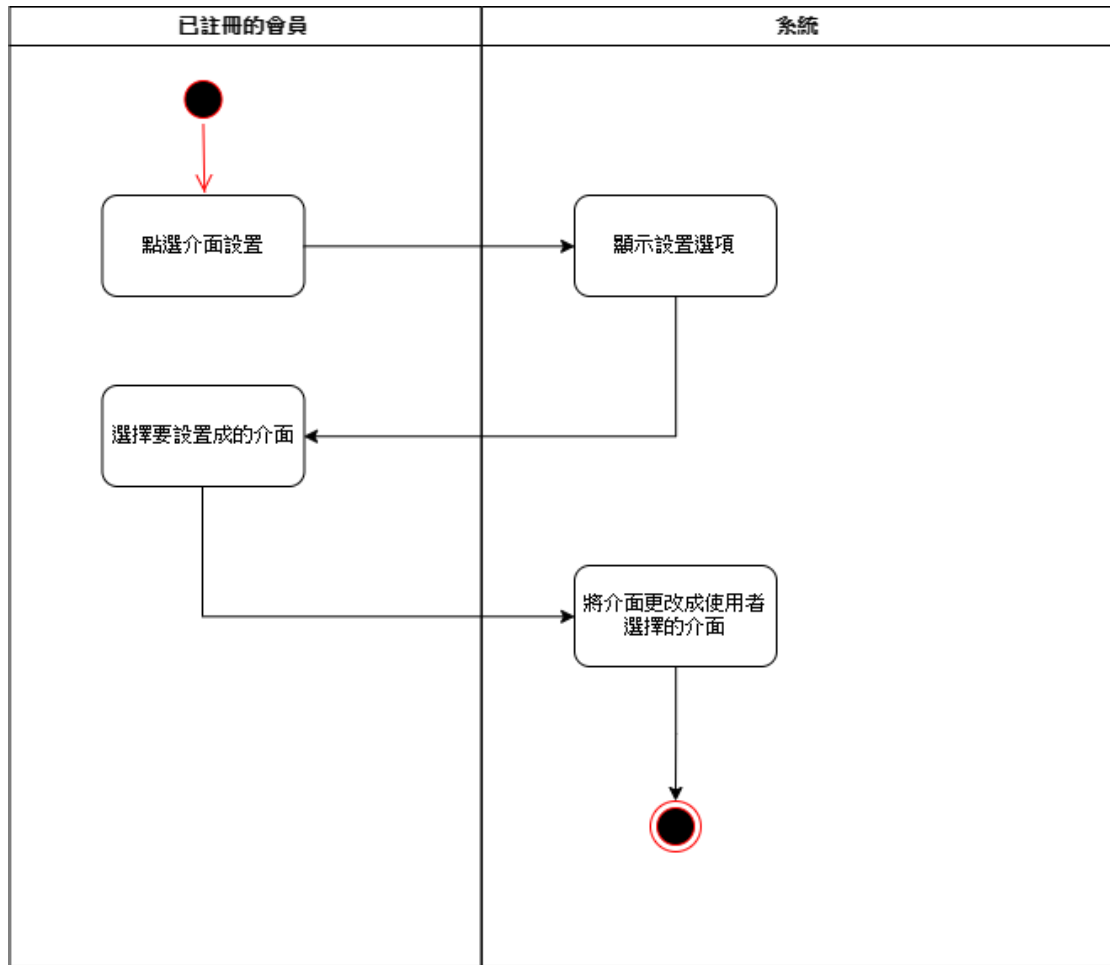 已註冊的會員
系統
點選介面設置
顯示設置選項
選擇要設置成的介面
將介面更改成使用者
選擇的介面